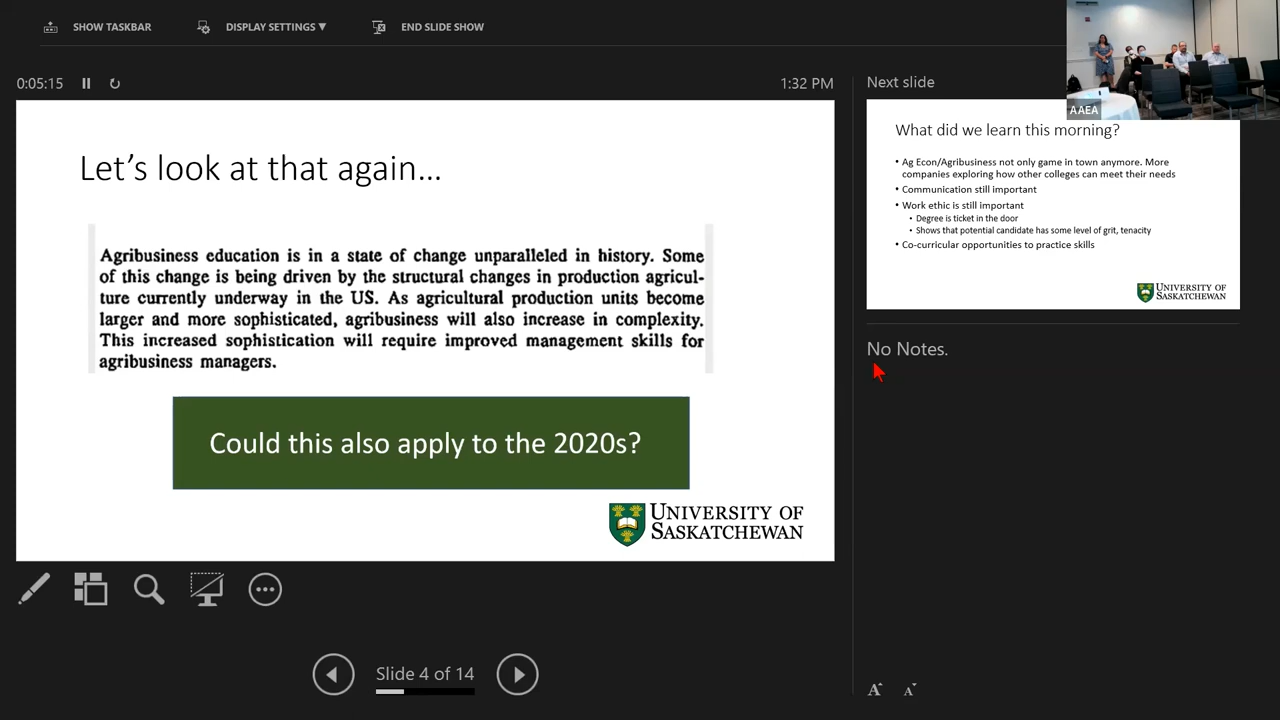 SHOW TASKBAR
DISPLAY SETTINGS ▼
END SLIDE SHOW
AAEA
0:05:15
1:32 PM
Next slide
Let's look at that again...
Agribusiness education is in a state of change unparalleled in history. Some
of this change is being driven by the structural changes in production agricul-
ture currently underway in the US. As agricultural production units become
larger and more sophisticated, agribusiness will also increase in complexity.
This increased sophistication will require improved management skills for
agribusiness managers.
Could this also apply to the 2020s?
UNIVERSITY OF
SASKATCHEWAN
What did we learn this morning?
• Ag Econ/Agribusiness not only game in town anymore. More
companies exploring how other colleges can meet their needs
• Communication still important
• Work ethic is still important
• Degree is ticket in the door
• Shows that potential candidate has some level of grit, tenacity
• Co-curricular opportunities to practice skills
UNIVERSITY OF
SASKATCHEWAN
No Notes.
Slide 4 of 14
A A